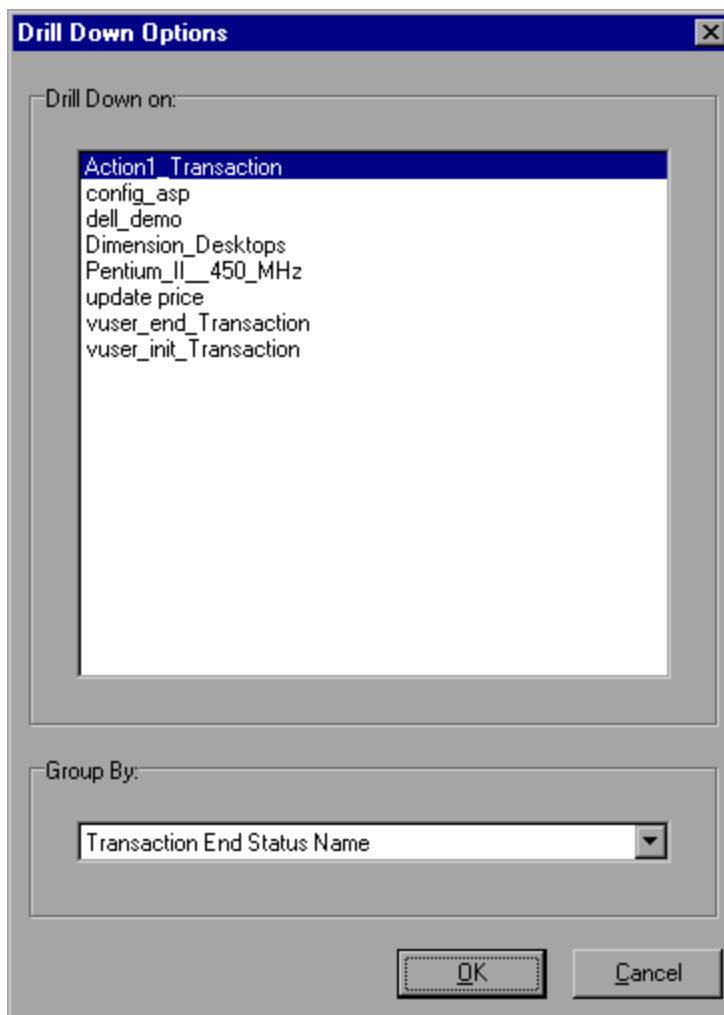 Drill Down Options
Drill Down on:
Action1_Transaction
config_asp
dell_demo
Dimension_Desktops
Pentium_II__450_MHz
update price
vuser_end_Transaction
vuser_init_Transaction
Group By:
Transaction End Status Name
OK
Cancel